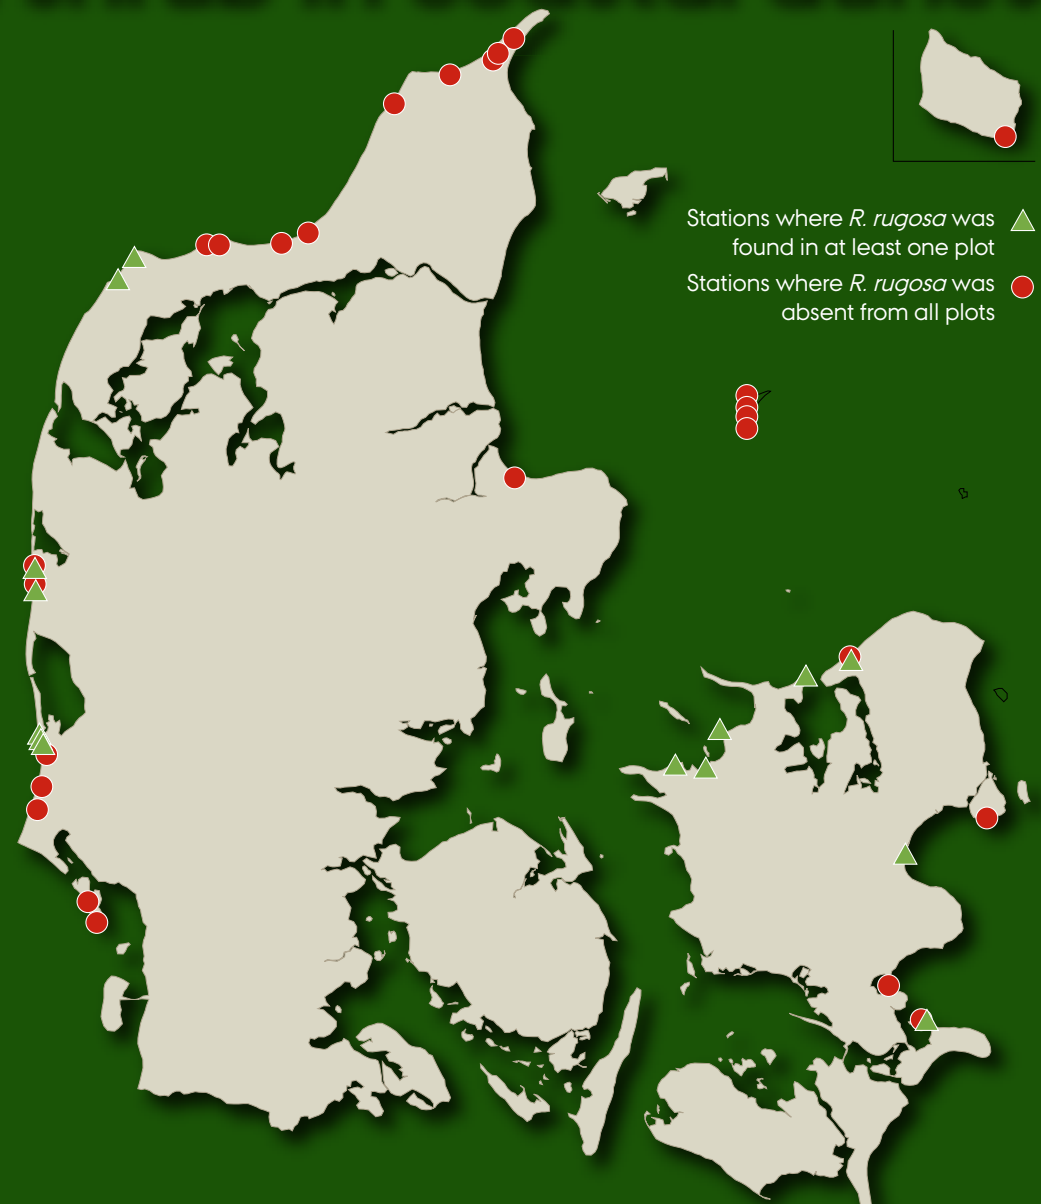 Stations where R. rugosa was
found in at least one plot
Stations where R. rugosa was
absent from all plots